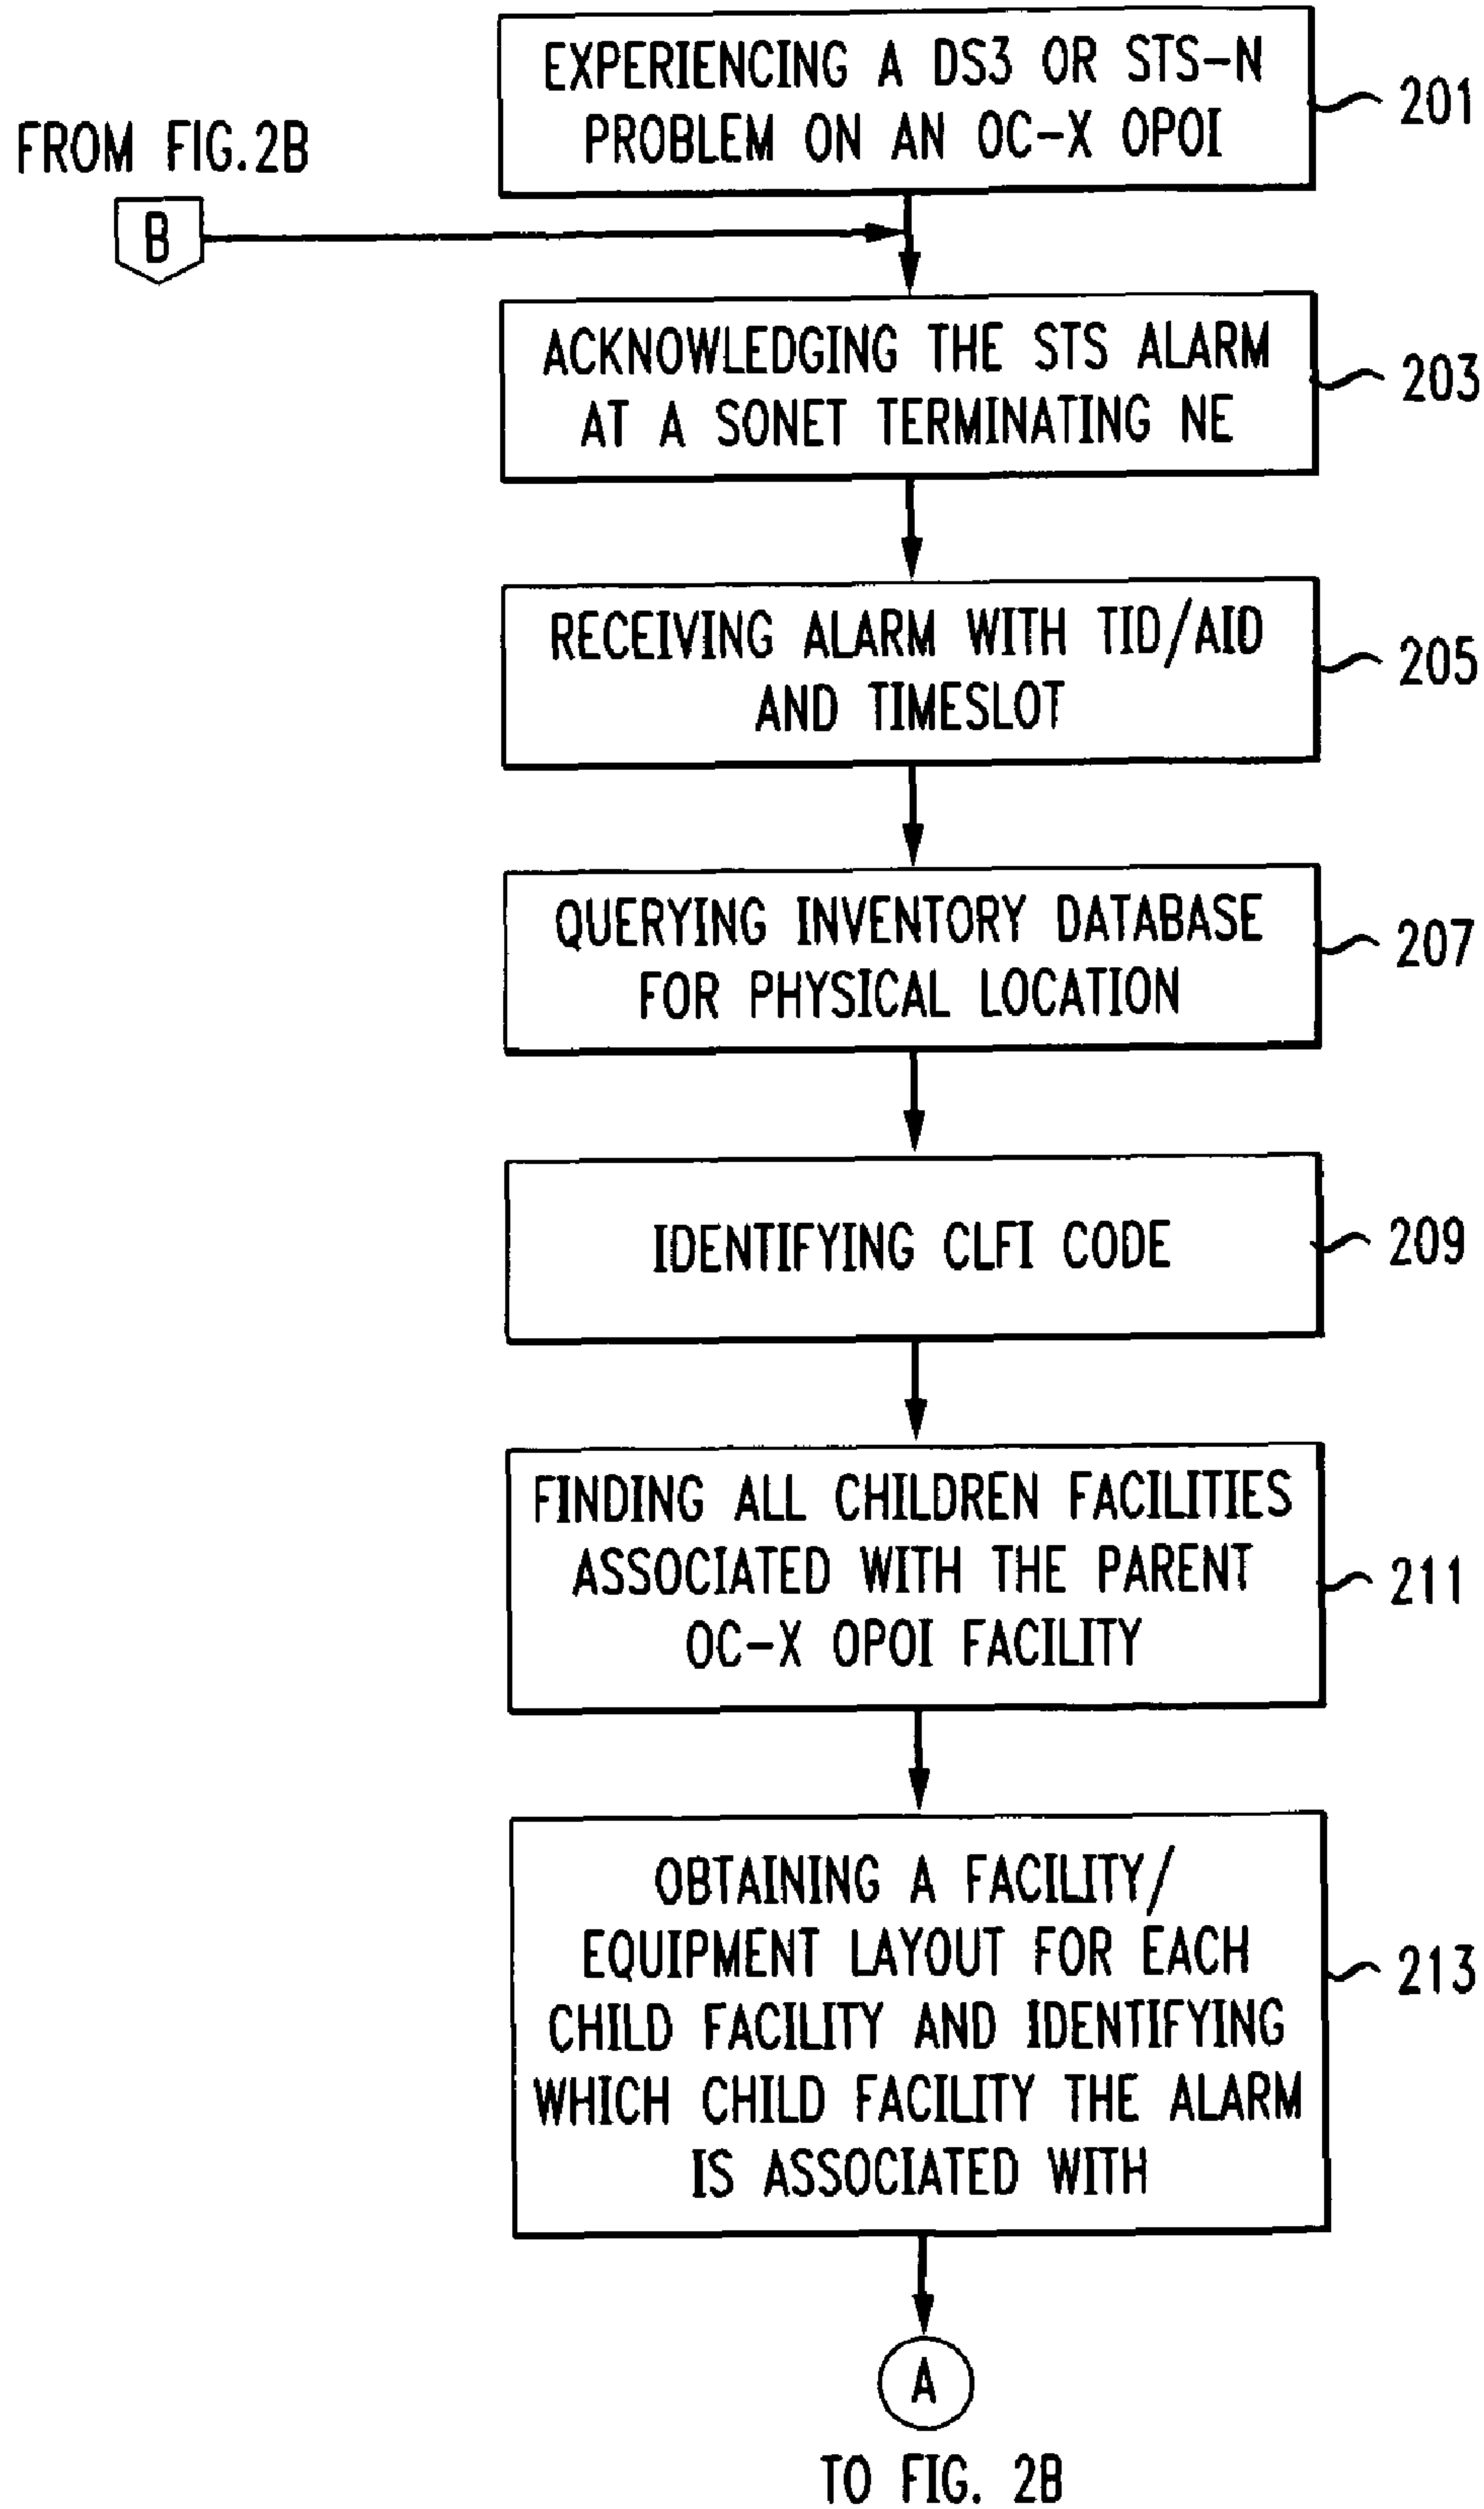 EXPERIENCING A DS3 OR STS-N
PROBLEM ON AN OC-X OPOI
201
FROM FIG.2B
B
ACKNOWLEDGING THE STS ALARM
AT A SONET TERMINATING NE
203
RECEIVING ALARM WITH TID/AID
AND TIMESLOT
205
QUERYING INVENTORY DATABASE
FOR PHYSICAL LOCATION
207
IDENTIFYING CLFI CODE
209
FINDING ALL CHILDREN FACILITIES
ASSOCIATED WITH THE PARENT
OC-X OPOI FACILITY
211
OBTAINING A FACILITY/
EQUIPMENT LAYOUT FOR EACH
CHILD FACILITY AND IDENTIFYING
WHICH CHILD FACILITY THE ALARM
IS ASSOCIATED WITH
213
A
TO FIG. 2B